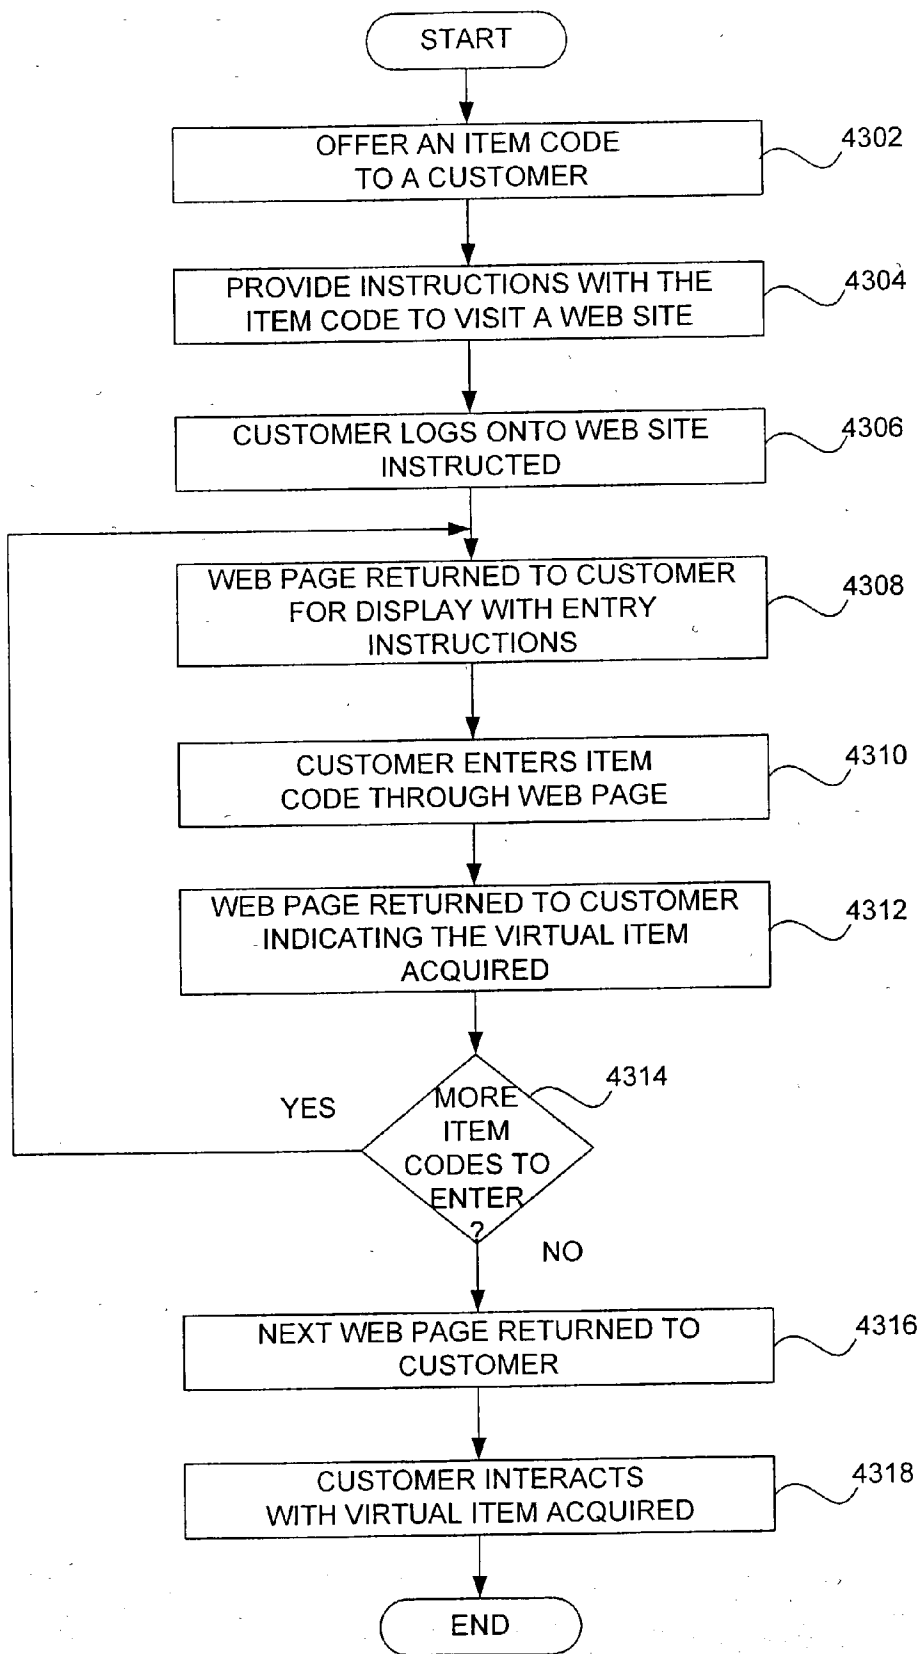 START
OFFER AN ITEM CODE
TO A CUSTOMER
4302
PROVIDE INSTRUCTIONS WITH THE
ITEM CODE TO VISIT A WEB SITE
4304
CUSTOMER LOGS ONTO WEB SITE
INSTRUCTED
4306
WEB PAGE RETURNED TO CUSTOMER
FOR DISPLAY WITH ENTRY
INSTRUCTIONS
4308
CUSTOMER ENTERS ITEM
CODE THROUGH WEB PAGE
4310
WEB PAGE RETURNED TO CUSTOMER
INDICATING THE VIRTUAL ITEM
ACQUIRED
4312
4314
YES
MORE
ITEM
CODES TO
ENTER
?
NO
NEXT WEB PAGE RETURNED TO
CUSTOMER
4316
CUSTOMER INTERACTS
WITH VIRTUAL ITEM ACQUIRED
4318
END